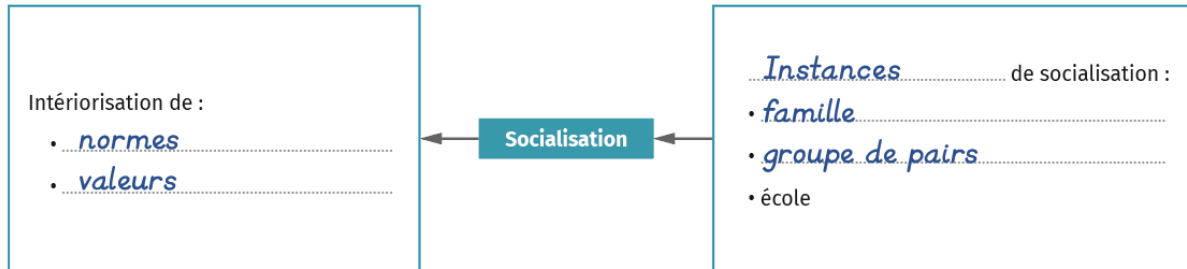 Intériorisation de :
• normes
• valeurs
Socialisation
Instances de socialisation :
• famille
• groupe de pairs
• école